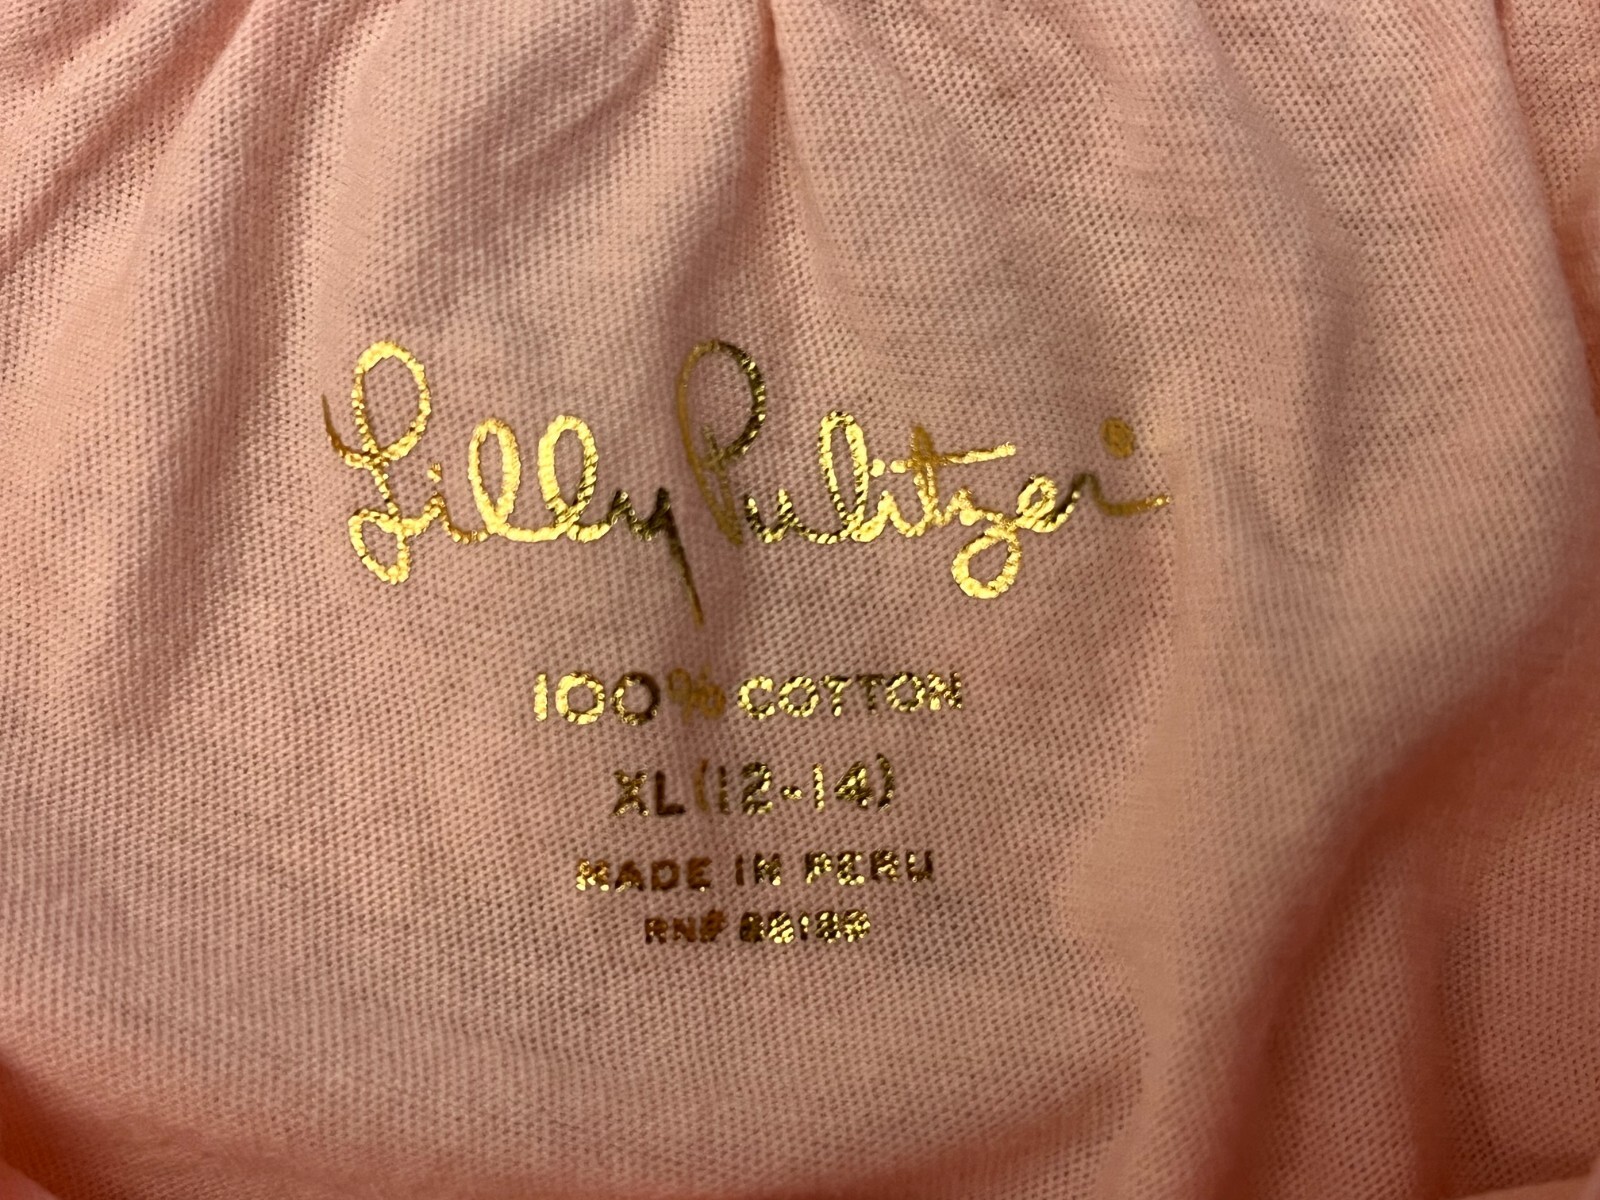 Lilly Pulitzer
100% COTTON
XL (12-14)
MADE IN PERU
RN#